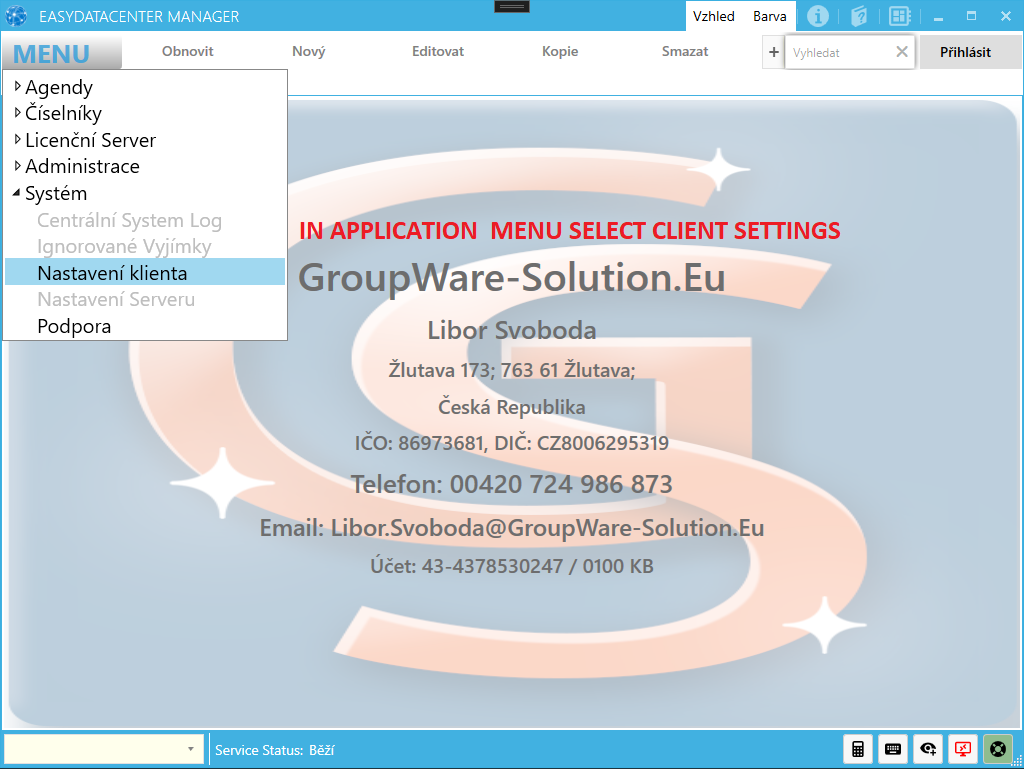 EASYDATACENTER MANAGER
Vzhled Barva
MENU
Obnovit Nový Editovat Kopie Smazat + Vyhledat Přihlásit
Agendy
Číselníky
Licenční Server
Administrace
Systém
Centrální System Log
Ignorované Vyjímky
Nastavení klienta
Nastavení Serveru
Podpora
IN APPLICATION MENU SELECT CLIENT SETTINGS
GroupWare-Solution.Eu
Libor Svoboda
Žlutava 173; 763 61 Žlutava;
Česká Republika
IČO: 86973681, DIČ: CZ8006295319
Telefon: 00420 724 986 873
Email: Libor.Svoboda@GroupWare-Solution.Eu
Účet: 43-4378530247 / 0100 KB
Service Status: Běží